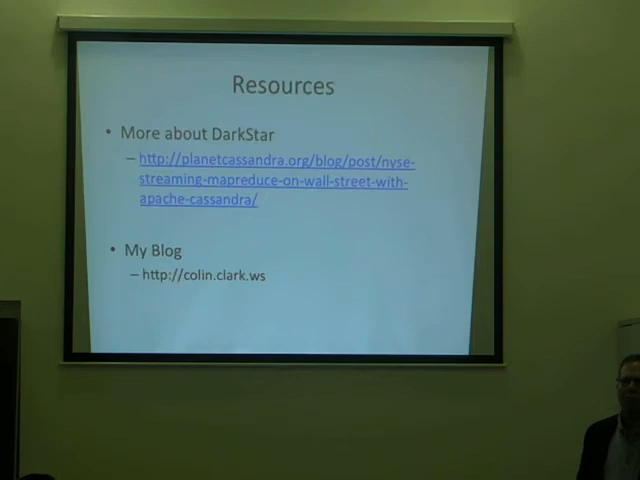 Resources
• More about DarkStar
– http://planetcassandra.org/blog/post/nyse-
streaming-mapreduce-on-wall-street-with-
apache-cassandra/
• My Blog
– http://colin.clark.ws